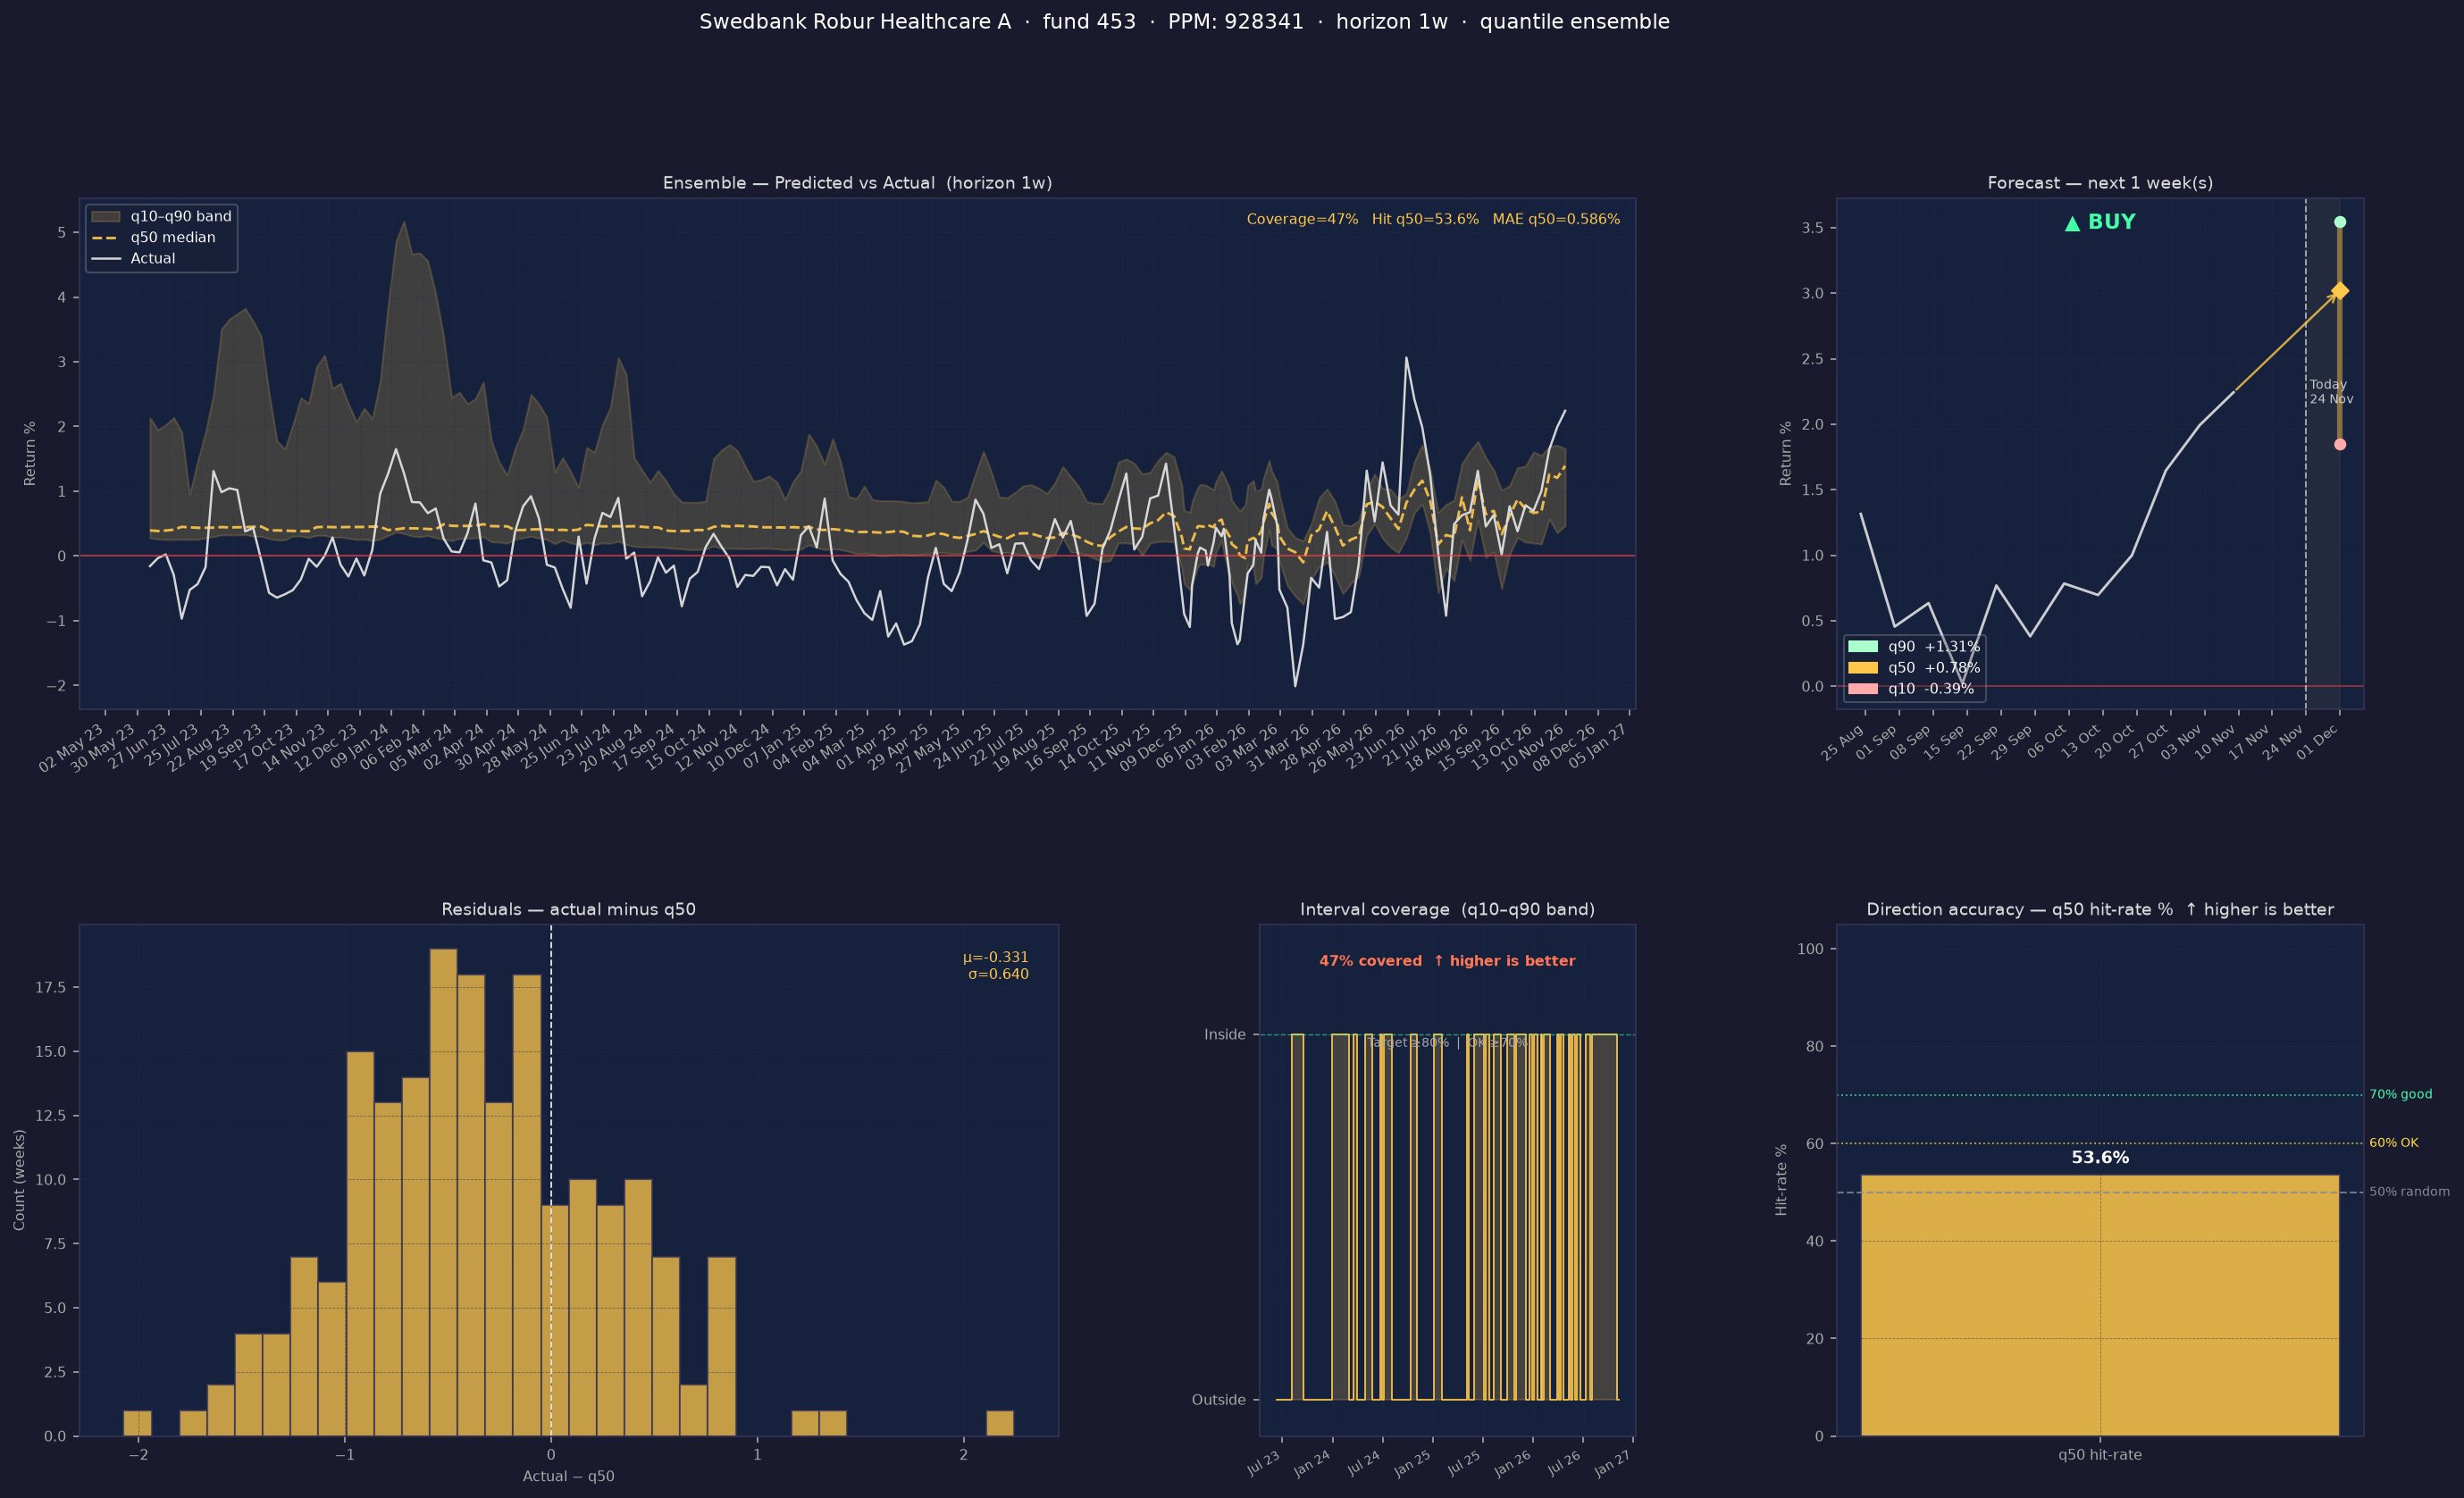 Swedbank Robur Healthcare A · fund 453 · PPM: 928341 · horizon 1w · quantile ensemble
Ensemble — Predicted vs Actual (horizon 1w)
q10–q90 band
q50 median
Actual
Coverage=47% Hit q50=53.6% MAE q50=0.586%
Return %
5
4
3
2
1
0
−1
−2
02 May 23
30 May 23
27 Jun 23
25 Jul 23
22 Aug 23
19 Sep 23
17 Oct 23
14 Nov 23
12 Dec 23
09 Jan 24
06 Feb 24
05 Mar 24
02 Apr 24
30 Apr 24
28 May 24
25 Jun 24
23 Jul 24
20 Aug 24
17 Sep 24
15 Oct 24
12 Nov 24
10 Dec 24
07 Jan 25
04 Feb 25
04 Mar 25
01 Apr 25
29 Apr 25
27 May 25
24 Jun 25
22 Jul 25
19 Aug 25
16 Sep 25
14 Oct 25
11 Nov 25
09 Dec 25
06 Jan 26
03 Feb 26
03 Mar 26
31 Mar 26
28 Apr 26
26 May 26
23 Jun 26
21 Jul 26
18 Aug 26
15 Sep 26
13 Oct 26
10 Nov 26
08 Dec 26
05 Jan 27
Forecast — next 1 week(s)
▲ BUY
Return %
3.5
3.0
2.5
2.0
1.5
1.0
0.5
0.0
Today
24 Nov
q90 +1.31%
q50 +0.78%
q10 -0.39%
25 Aug
01 Sep
08 Sep
15 Sep
22 Sep
29 Sep
06 Oct
13 Oct
20 Oct
27 Oct
03 Nov
10 Nov
17 Nov
24 Nov
01 Dec
Residuals — actual minus q50
μ=-0.331
σ=0.640
Count (weeks)
17.5
15.0
12.5
10.0
7.5
5.0
2.5
0.0
−2
−1
0
1
2
Actual − q50
Interval coverage (q10–q90 band)
47% covered ↑ higher is better
Inside
Target ≥80% | OK ≥70%
Outside
Jul 23
Jan 24
Jul 24
Jan 25
Jul 25
Jan 26
Jul 26
Jan 27
Direction accuracy — q50 hit-rate % ↑ higher is better
Hit-rate %
100
80
60
40
20
0
70% good
60% OK
50% random
53.6%
q50 hit-rate